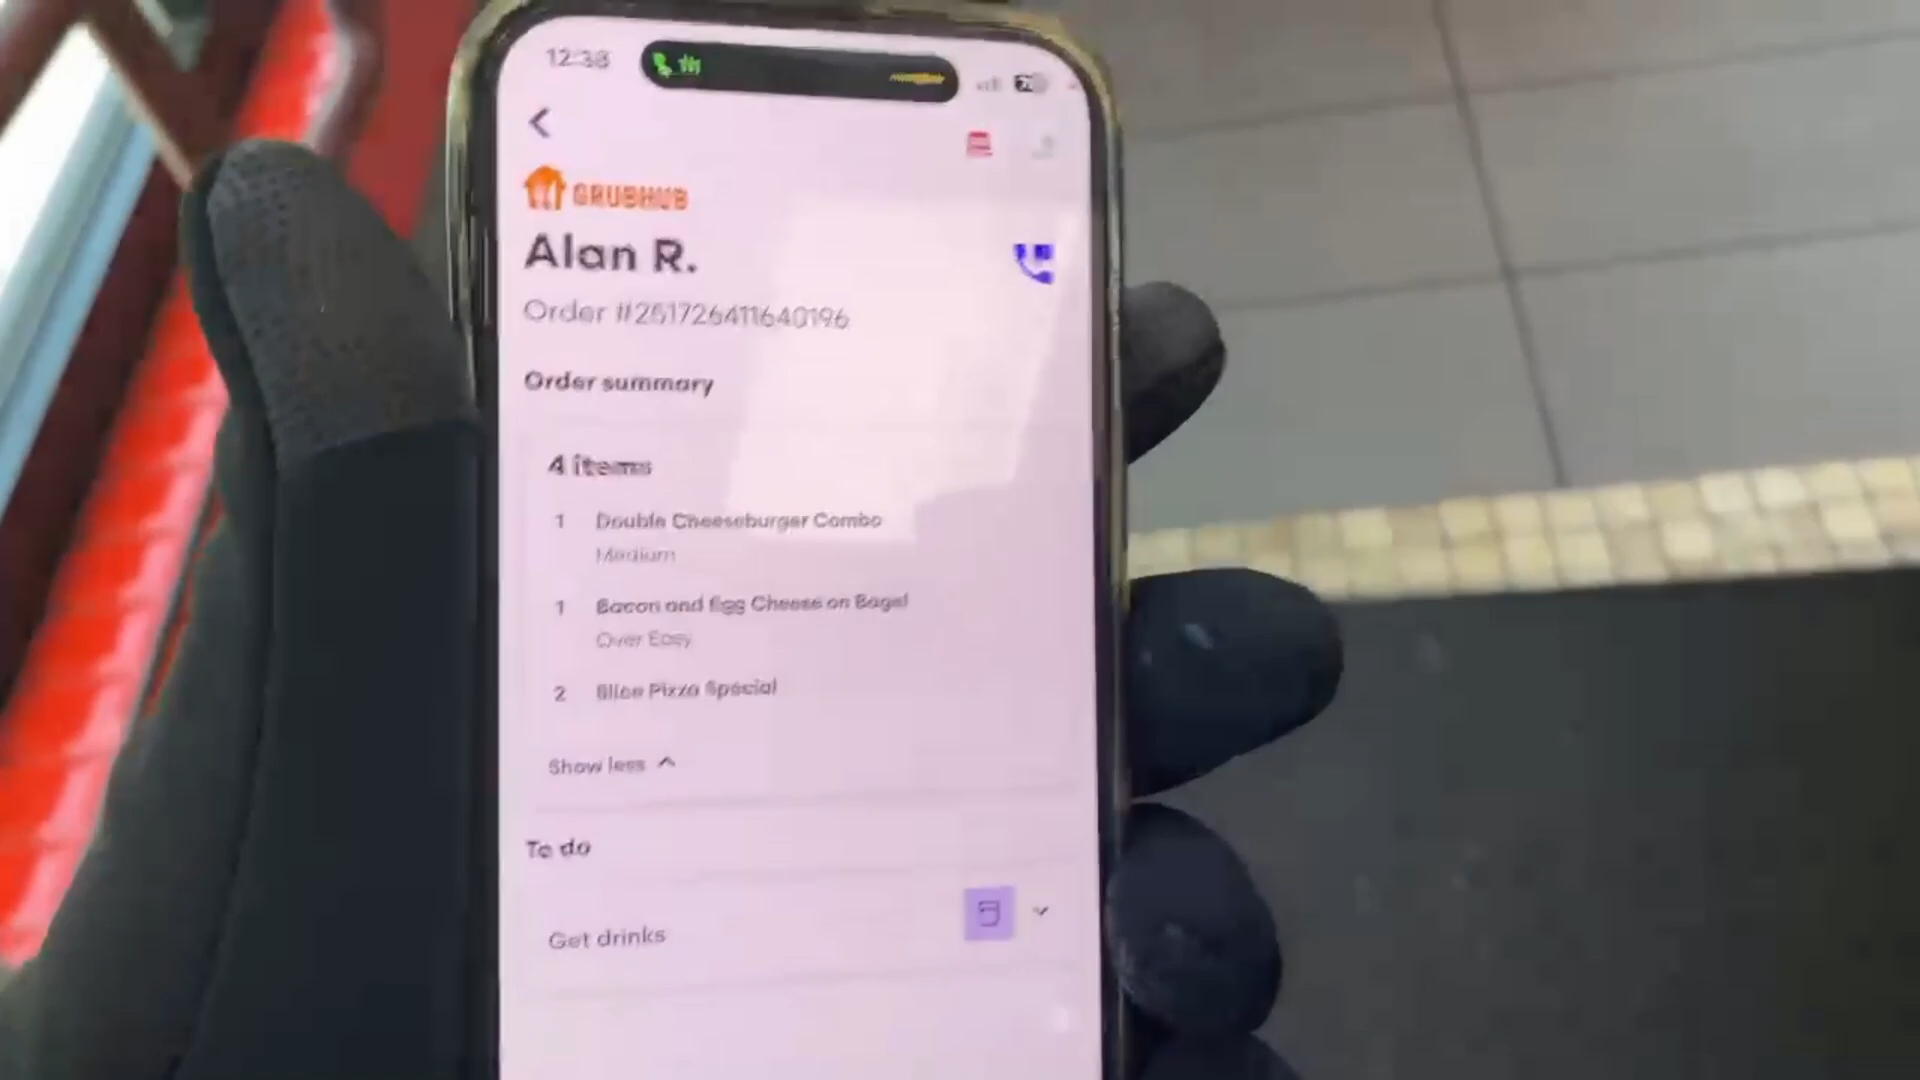 12:38
GRUBHUB
Alan R.
Order #251726411640196
Order summary
4 items
1 Double Cheeseburger Combo
Medium
1 Bacon and Egg Cheese on Bagel
Over Easy
2 Slice Pizza Special
Show less
To do
Get drinks